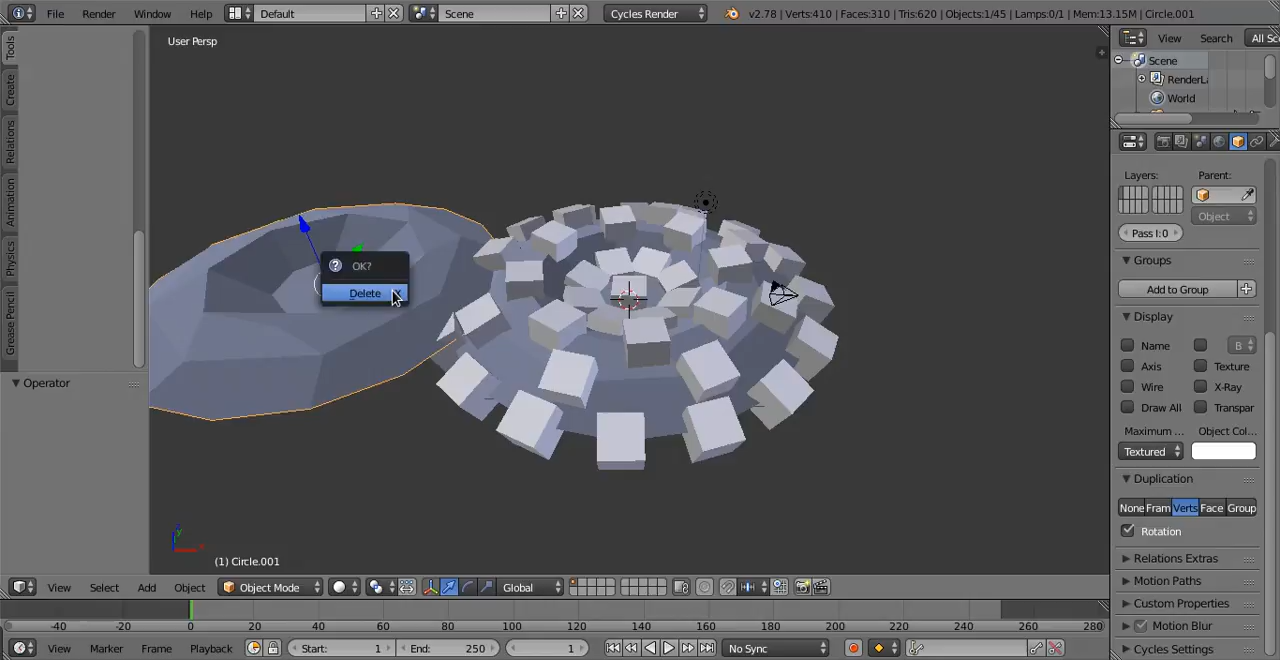 File Render Window Help Default Scene Cycles Render v2.78 | Verts:410 | Faces:310 | Tris:620 | Objects:1/45 | Lamps:0/1 | Mem:13.15M | Circle.001
Tools
Create
Relations
Animation
Physics
Grease Pencil
Operator
User Persp
OK?
Delete
(1) Circle.001
View Search All Sc
Scene
RenderL
World
Layers: Parent:
Object
Pass I: 0
Groups
Add to Group
Display
Name B
Axis Texture
Wire X-Ray
Draw All Transpar
Maximum ... Object Col...
Textured
Duplication
None Fram Verts Face Group
Rotation
Relations Extras
Motion Paths
Custom Properties
Motion Blur
Cycles Settings
View Select Add Object Object Mode Global
-40 -20 0 20 40 60 80 100 120 140 160 180 200 220 240 260 280
View Marker Frame Playback Start: 1 End: 250 1 No Sync